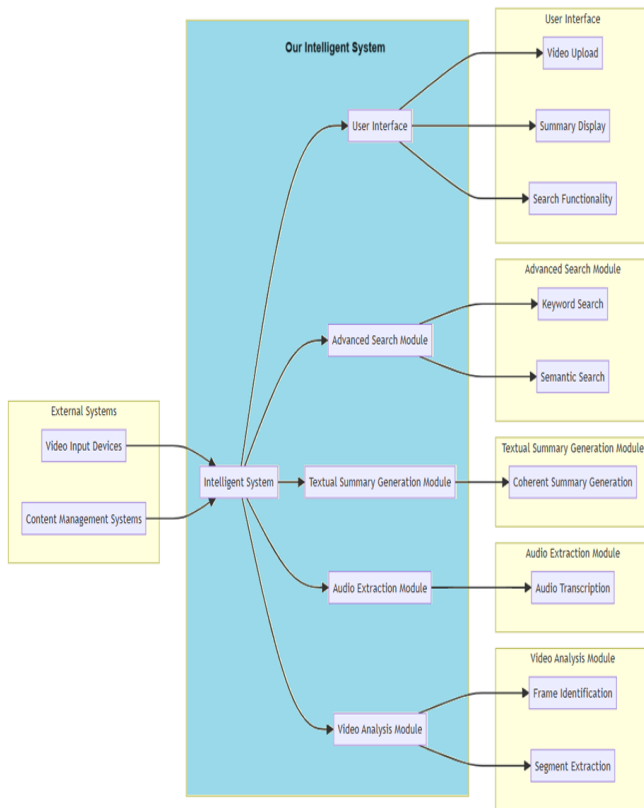 User Interface
Our Intelligent System
Video Upload
User Interface
Summary Display
Search Functionality
Advanced Search Module
Keyword Search
Advanced Search Module
Semantic Search
External Systems
Video Input Devices
Textual Summary Generation Module
Intelligent System
Textual Summary Generation Module
Coherent Summary Generation
Content Management Systems
Audio Extraction Module
Audio Extraction Module
Audio Transcription
Video Analysis Module
Frame Identification
Video Analysis Module
Segment Extraction